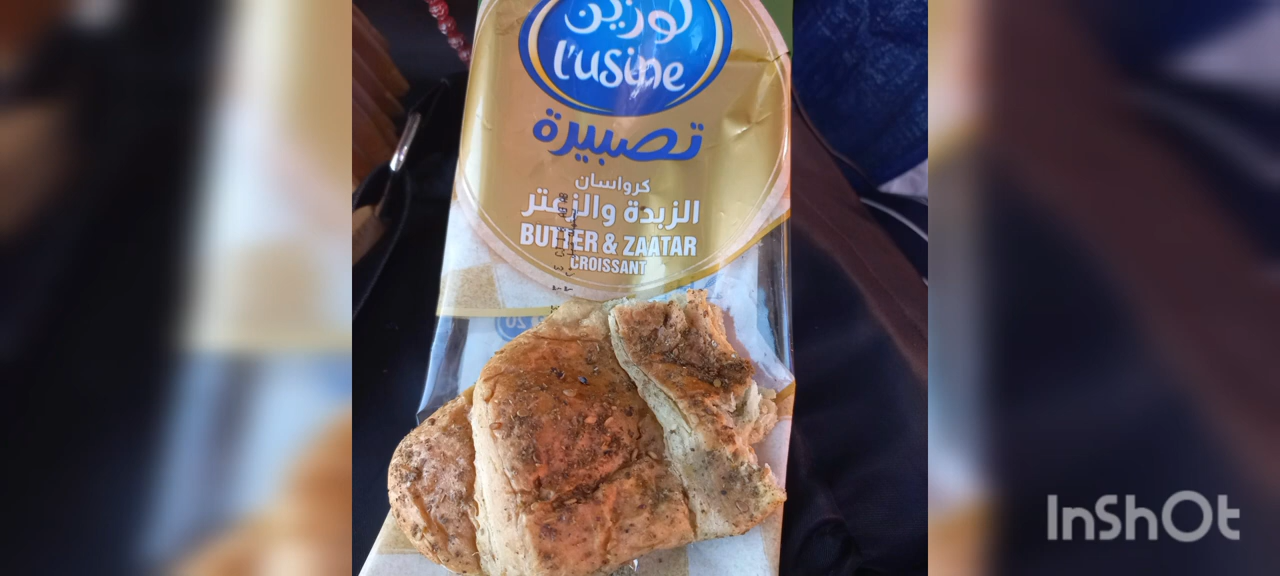 لوزين
L'usine
تصبيرة
كرواسان
الزبدة والزعتر
BUTTER & ZAATAR
CROISSANT
InShOt